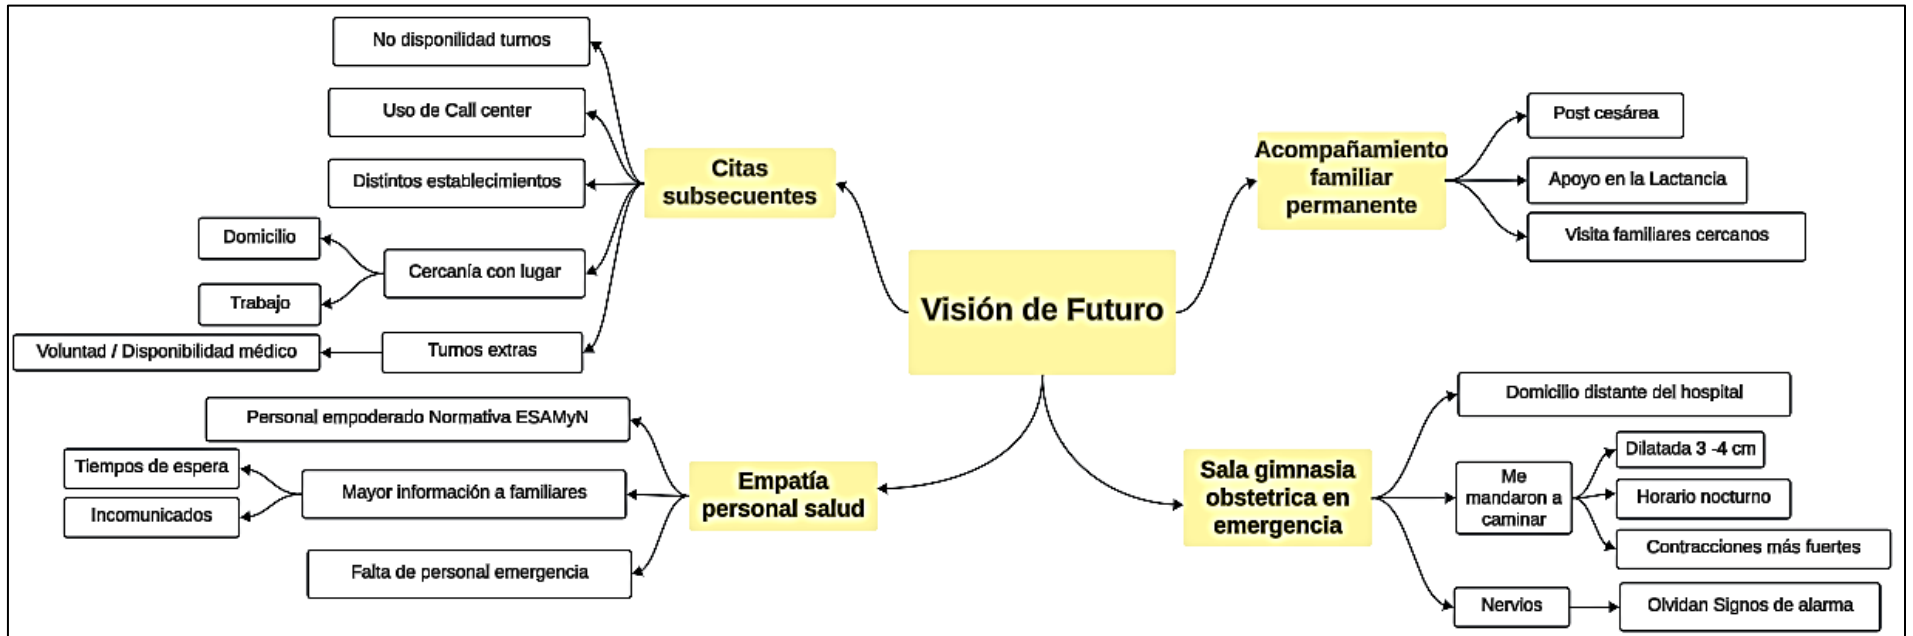 No disponilidad turnos
Uso de Call center
Distintos establecimientos
Citas
subsecuentes
Domicilio
Cercanía con lugar
Trabajo
Voluntad / Disponibilidad médico
Turnos extras
Visión de Futuro
Acompañamiento
familiar
permanente
Post cesárea
Apoyo en la Lactancia
Visita familiares cercanos
Personal empoderado Normativa ESAMyN
Tiempos de espera
Mayor información a familiares
Incomunicados
Falta de personal emergencia
Empatía
personal salud
Sala gimnasia
obstetrica en
emergencia
Domicilio distante del hospital
Me
mandaron a
caminar
Dilatada 3 -4 cm
Horario nocturno
Contracciones más fuertes
Nervios
Olvidan Signos de alarma